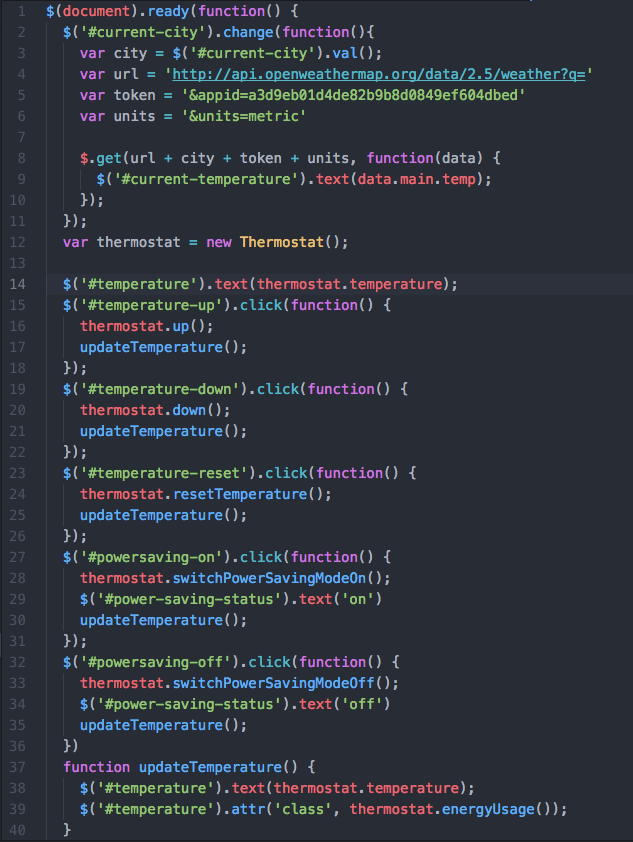 1 $(document).ready(function() {
2 $('#current-city').change(function(){
3 var city = $('#current-city').val();
4 var url = 'http://api.openweathermap.org/data/2.5/weather?q='
5 var token = '&appid=a3d9eb01d4de82b9b8d0849ef604dbed'
6 var units = '&units=metric'
7
8 $.get(url + city + token + units, function(data) {
9 $('#current-temperature').text(data.main.temp);
10 });
11 });
12 var thermostat = new Thermostat();
13
14 $('#temperature').text(thermostat.temperature);
15 $('#temperature-up').click(function() {
16 thermostat.up();
17 updateTemperature();
18 });
19 $('#temperature-down').click(function() {
20 thermostat.down();
21 updateTemperature();
22 });
23 $('#temperature-reset').click(function() {
24 thermostat.resetTemperature();
25 updateTemperature();
26 });
27 $('#powersaving-on').click(function() {
28 thermostat.switchPowerSavingModeOn();
29 $('#power-saving-status').text('on')
30 updateTemperature();
31 });
32 $('#powersaving-off').click(function() {
33 thermostat.switchPowerSavingModeOff();
34 $('#power-saving-status').text('off')
35 updateTemperature();
36 })
37 function updateTemperature() {
38 $('#temperature').text(thermostat.temperature);
39 $('#temperature').attr('class', thermostat.energyUsage());
40 }